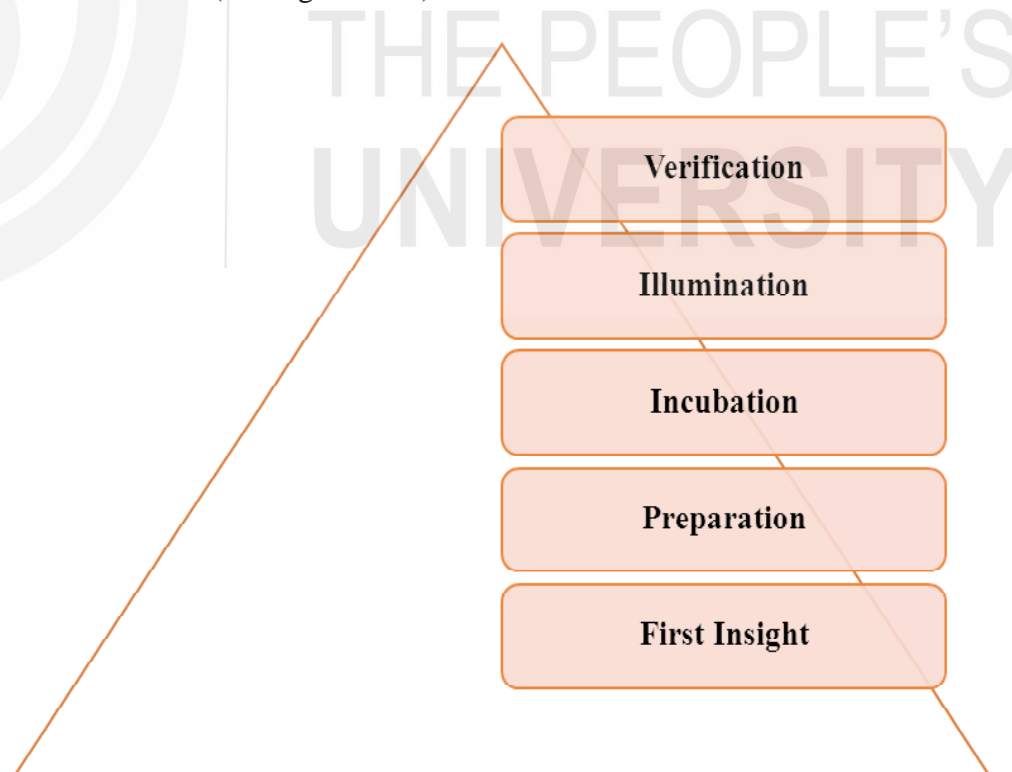 THE PEOPLE'S
UNIVERSITY
Verification
Illumination
Incubation
Preparation
First Insight